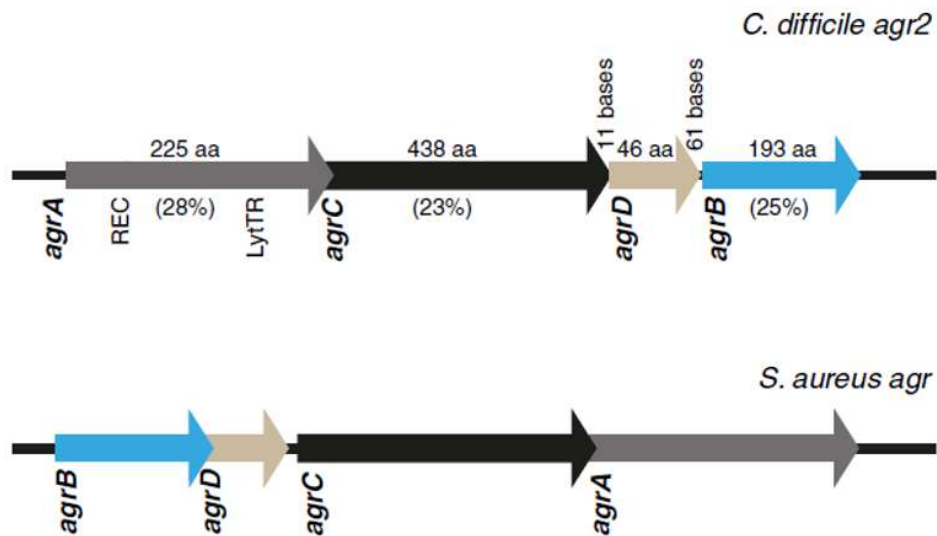 C. difficile agr2
11 bases
61 bases
225 aa
438 aa
46 aa
193 aa
(28%)
(23%)
(25%)
agrA
REC
LytTR
agrC
agrD
agrB
S. aureus agr
agrB
agrD
agrC
agrA